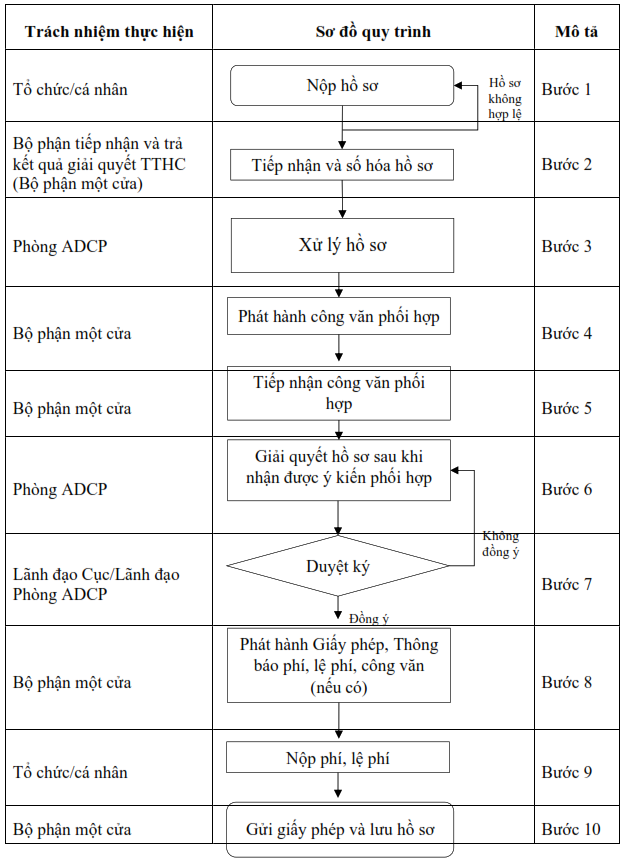 Trách nhiệm thực hiện
Sơ đồ quy trình
Mô tả
Tổ chức/cá nhân
Nộp hồ sơ
Hồ sơ
không
hợp lệ
Bước 1
Bộ phận tiếp nhận và trả
kết quả giải quyết TTHC
(Bộ phận một cửa)
Tiếp nhận và số hóa hồ sơ
Bước 2
Phòng ADCP
Xử lý hồ sơ
Bước 3
Bộ phận một cửa
Phát hành công văn phối hợp
Bước 4
Bộ phận một cửa
Tiếp nhận công văn phối
hợp
Bước 5
Phòng ADCP
Giải quyết hồ sơ sau khi
nhận được ý kiến phối hợp
Bước 6
Không
đồng ý
Lãnh đạo Cục/Lãnh đạo
Phòng ADCP
Duyệt ký
Bước 7
Đồng ý
Bộ phận một cửa
Phát hành Giấy phép, Thông
báo phí, lệ phí, công văn
(nếu có)
Bước 8
Tổ chức/cá nhân
Nộp phí, lệ phí
Bước 9
Bộ phận một cửa
Gửi giấy phép và lưu hồ sơ
Bước 10